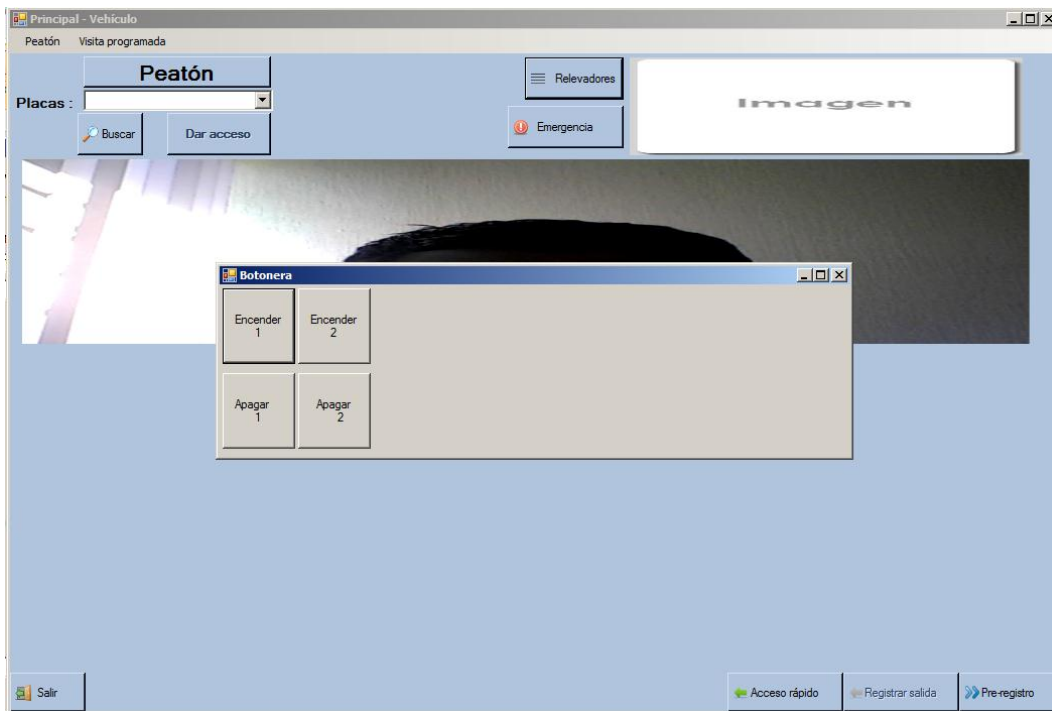 Principal - Vehículo
Peatón Visita programada
Peatón
Placas :
Buscar
Dar acceso
Relevadores
Emergencia
Imagen
Botonera
Encender
1
Encender
2
Apagar
1
Apagar
2
Salir
Acceso rápido
Registrar salida
Pre-registro